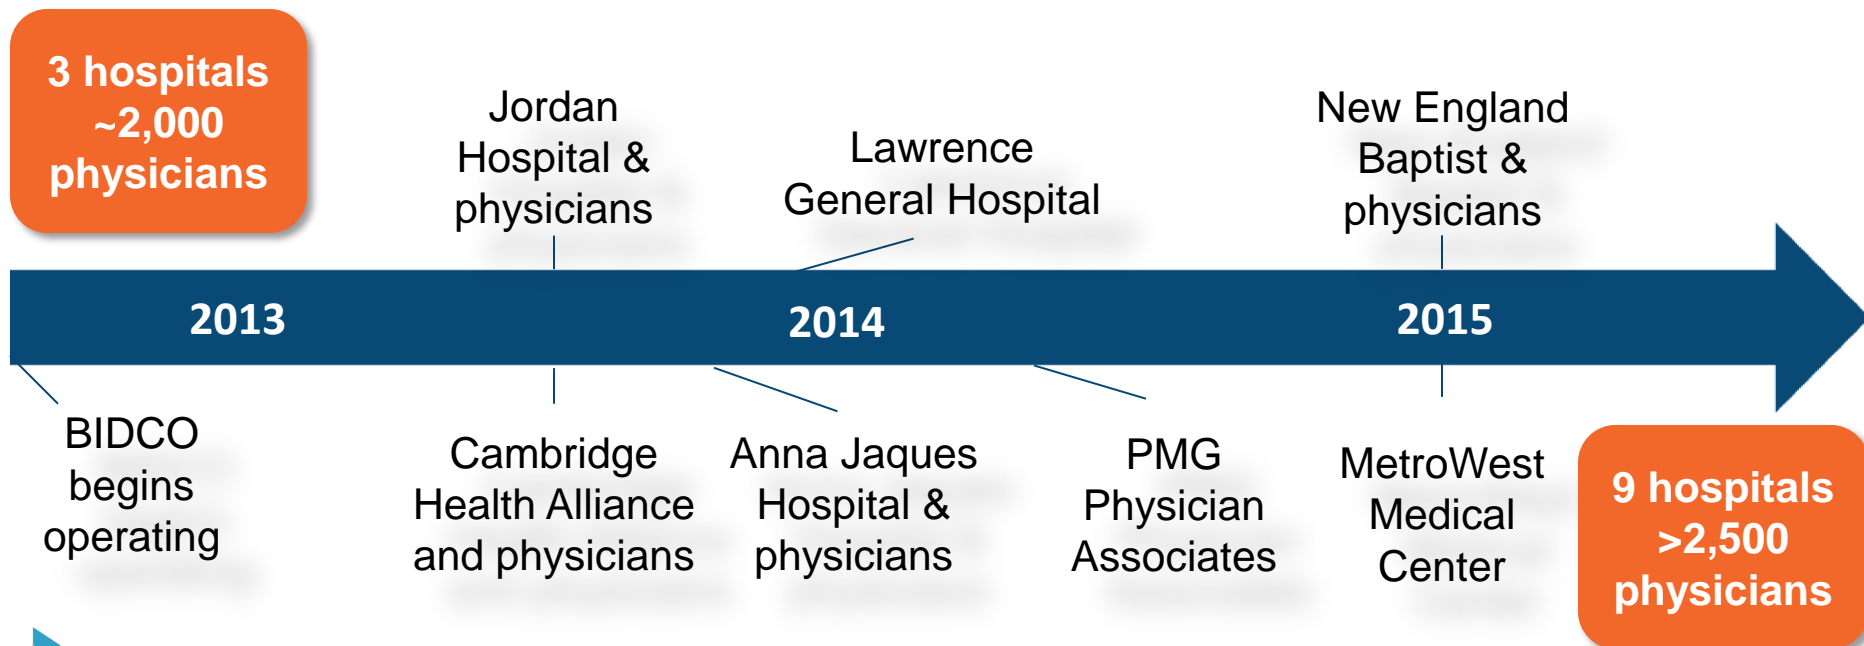 3 hospitals
~2,000
physicians
Jordan
Hospital &
physicians
Lawrence
General Hospital
New England
Baptist &
physicians
2013
2014
2015
BIDCO
begins
operating
Cambridge
Health Alliance
and physicians
Anna Jaques
Hospital &
physicians
PMG
Physician
Associates
MetroWest
Medical
Center
9 hospitals
>2,500
physicians